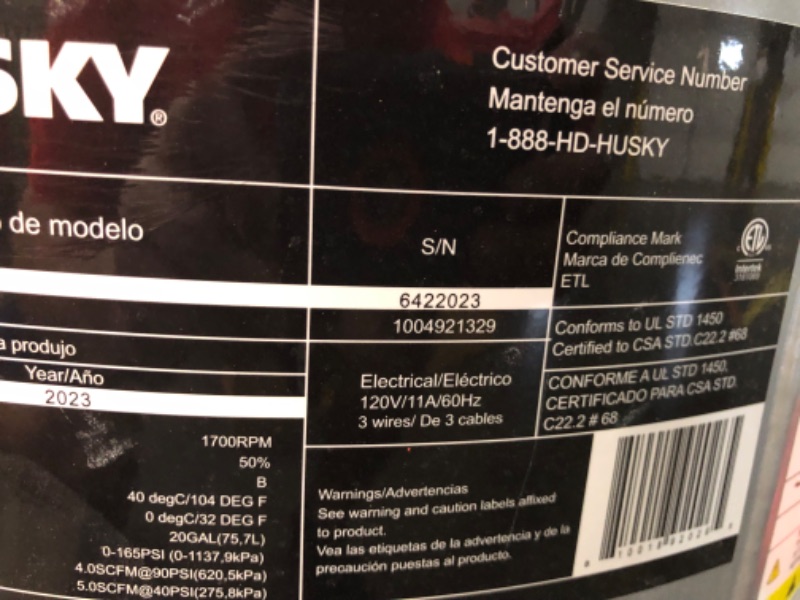 SKY®
Customer Service Number
Mantenga el número
1-888-HD-HUSKY
de modelo
S/N
Compliance Mark
Marca de Complienec
ETL
ETL
Intertek
6422023
1004921329
Conforms to UL STD 1450
Certified to CSA STD C22.2 #68
a produjo
Year/Año
2023
Electrical/Eléctrico
120V/11A/60Hz
3 wires/ De 3 cables
CONFORME A UL STD 1450,
CERTIFICADO PARA CSA STD.
C22.2 # 68
1700RPM
50%
B
40 degC/104 DEG F
0 degC/32 DEG F
20GAL(75,7L)
0-165PSI (0-1137,9kPa)
4.0SCFM@90PSI(620,5kPa)
5.0SCFM@40PSI(275,8kPa)
Warnings/Advertencias
See warning and caution labels affixed
to product.
Vea las etiquetas de la advertencia y de la
precaución puestas al producto.